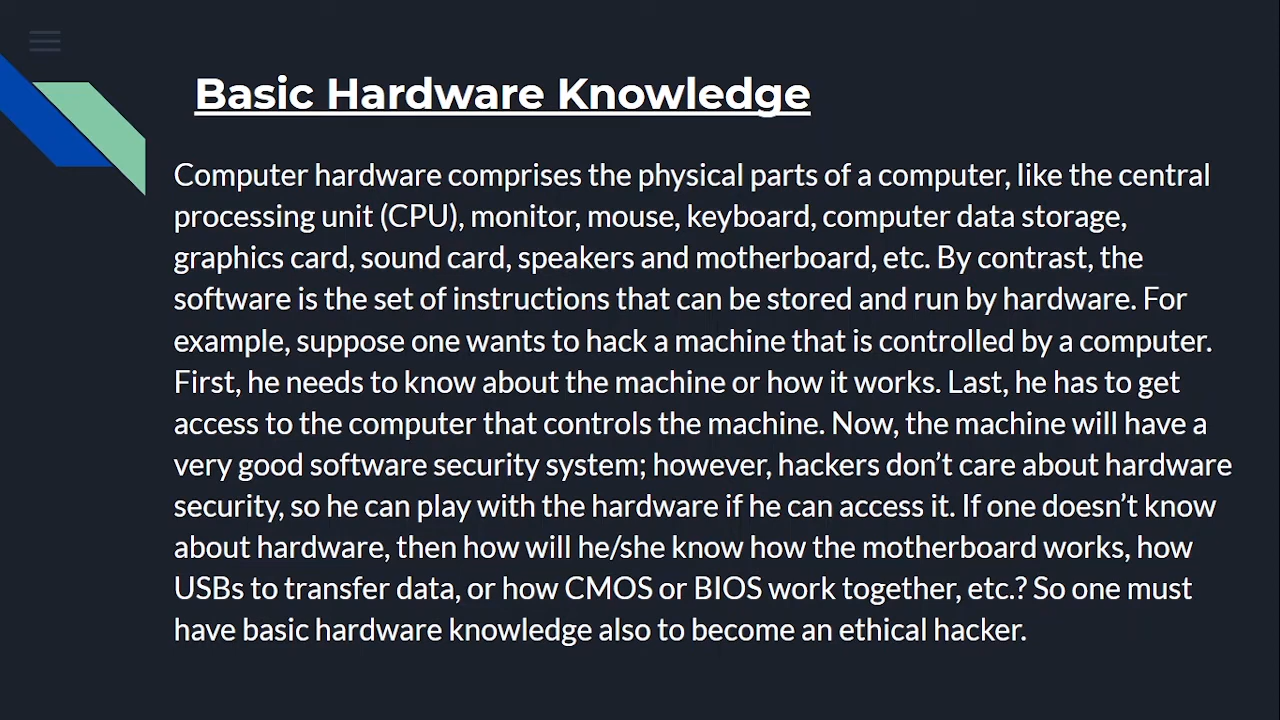 Basic Hardware Knowledge
Computer hardware comprises the physical parts of a computer, like the central
processing unit (CPU), monitor, mouse, keyboard, computer data storage,
graphics card, sound card, speakers and motherboard, etc. By contrast, the
software is the set of instructions that can be stored and run by hardware. For
example, suppose one wants to hack a machine that is controlled by a computer.
First, he needs to know about the machine or how it works. Last, he has to get
access to the computer that controls the machine. Now, the machine will have a
very good software security system; however, hackers don’t care about hardware
security, so he can play with the hardware if he can access it. If one doesn’t know
about hardware, then how will he/she know how the motherboard works, how
USBs to transfer data, or how CMOS or BIOS work together, etc.? So one must
have basic hardware knowledge also to become an ethical hacker.